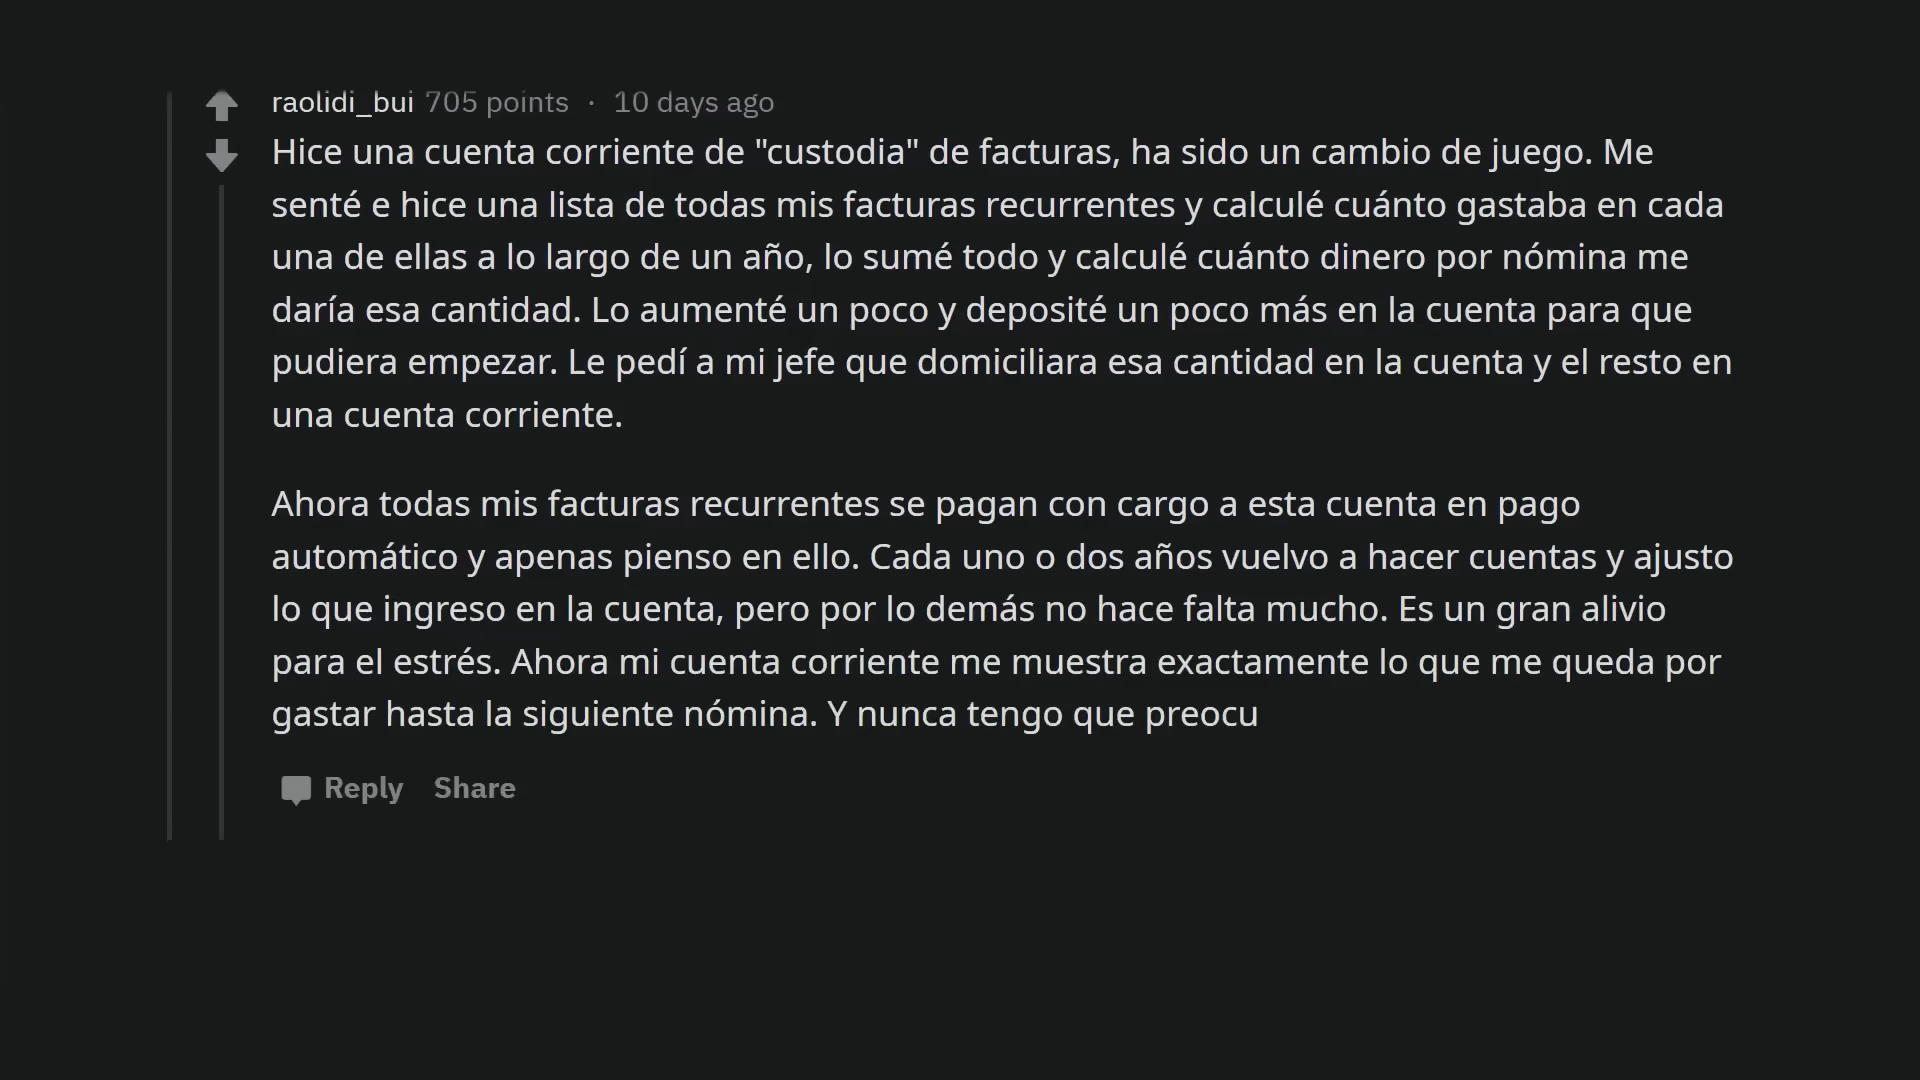 raolidi_bui 705 points · 10 days ago
Hice una cuenta corriente de "custodia" de facturas, ha sido un cambio de juego. Me
senté e hice una lista de todas mis facturas recurrentes y calculé cuánto gastaba en cada
una de ellas a lo largo de un año, lo sumé todo y calculé cuánto dinero por nómina me
daría esa cantidad. Lo aumenté un poco y deposité un poco más en la cuenta para que
pudiera empezar. Le pedí a mi jefe que domiciliara esa cantidad en la cuenta y el resto en
una cuenta corriente.
Ahora todas mis facturas recurrentes se pagan con cargo a esta cuenta en pago
automático y apenas pienso en ello. Cada uno o dos años vuelvo a hacer cuentas y ajusto
lo que ingreso en la cuenta, pero por lo demás no hace falta mucho. Es un gran alivio
para el estrés. Ahora mi cuenta corriente me muestra exactamente lo que me queda por
gastar hasta la siguiente nómina. Y nunca tengo que preocu
Reply Share